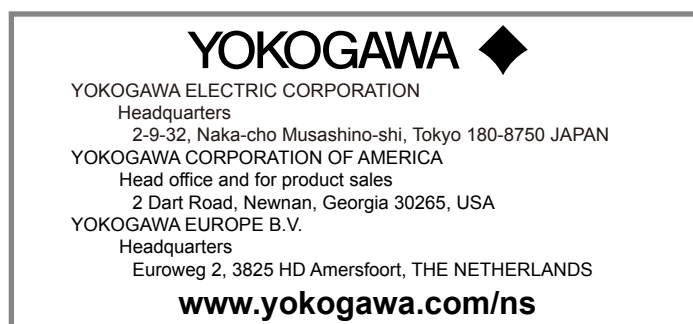 YOKOGAWA
YOKOGAWA ELECTRIC CORPORATION
Headquarters
2-9-32, Naka-cho Musashino-shi, Tokyo 180-8750 JAPAN
YOKOGAWA CORPORATION OF AMERICA
Head office and for product sales
2 Dart Road, Newnan, Georgia 30265, USA
YOKOGAWA EUROPE B.V.
Headquarters
Euroweg 2, 3825 HD Amersfoort, THE NETHERLANDS
www.yokogawa.com/ns